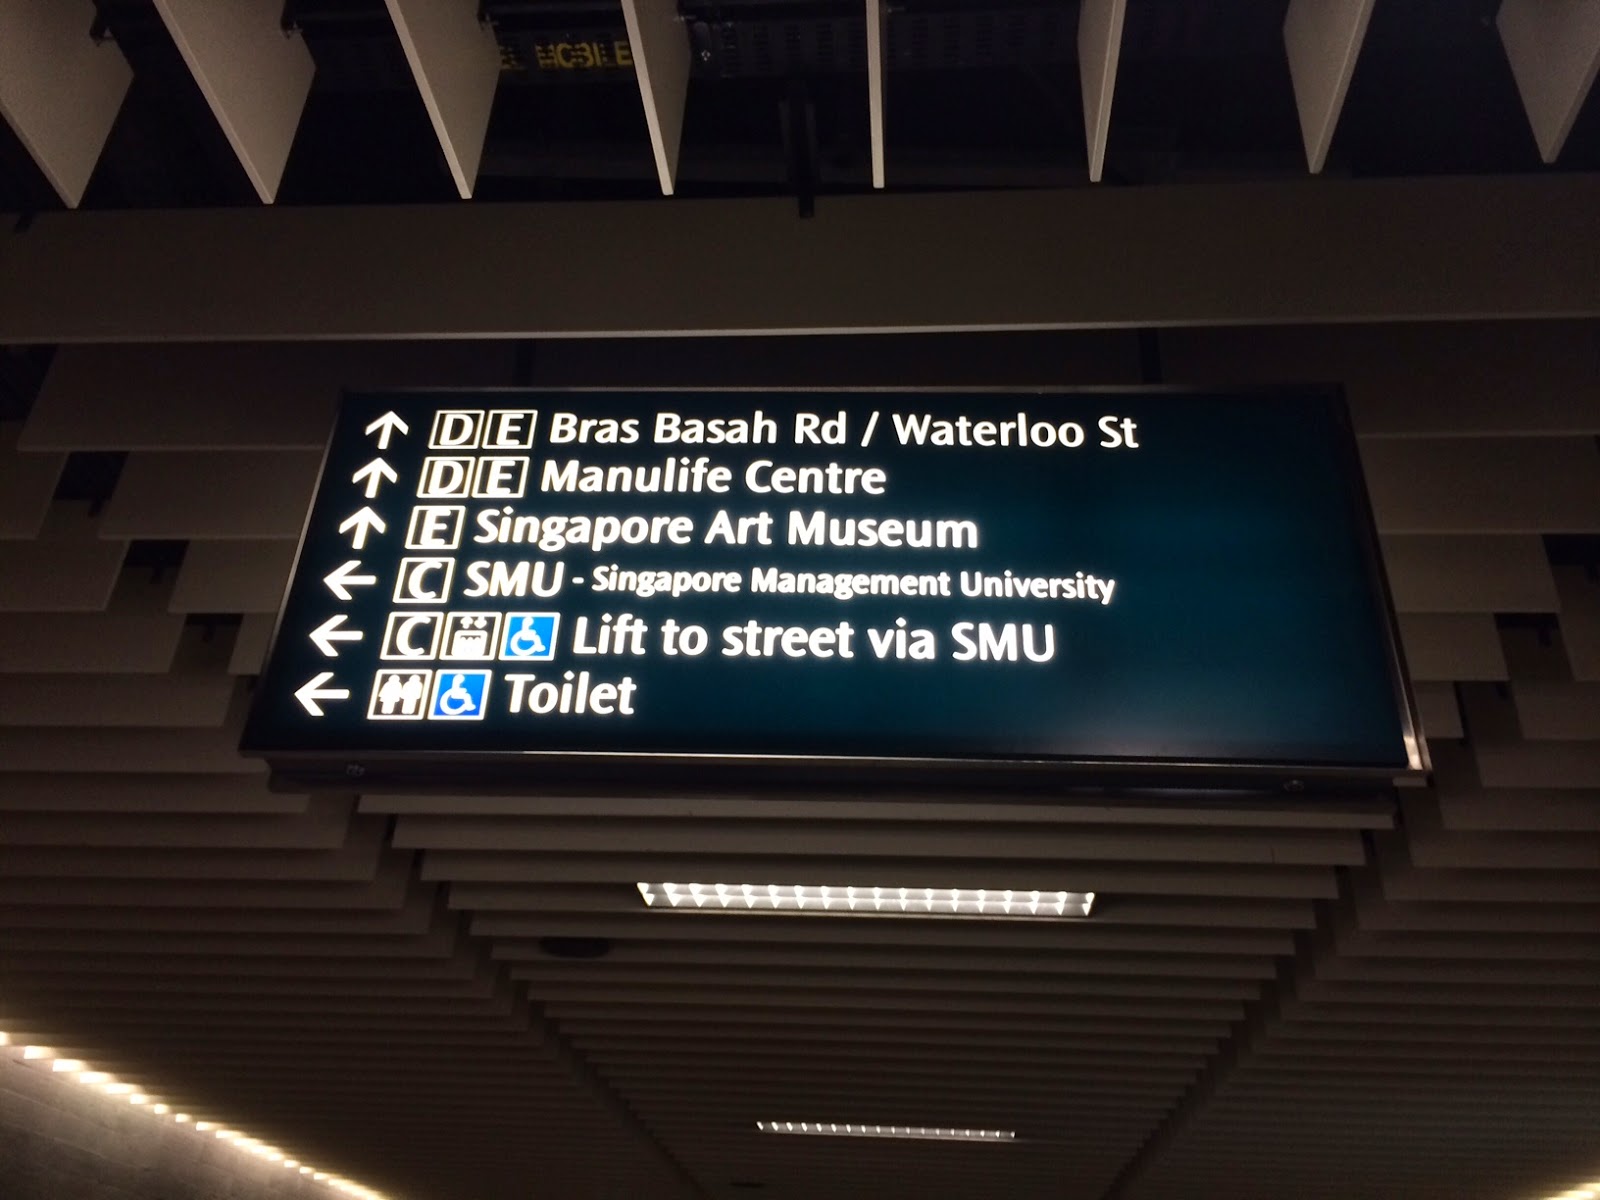 ↑ D E Bras Basah Rd / Waterloo St
↑ D E Manulife Centre
↑ E Singapore Art Museum
← C SMU - Singapore Management University
← C Lift to street via SMU
← Toilet